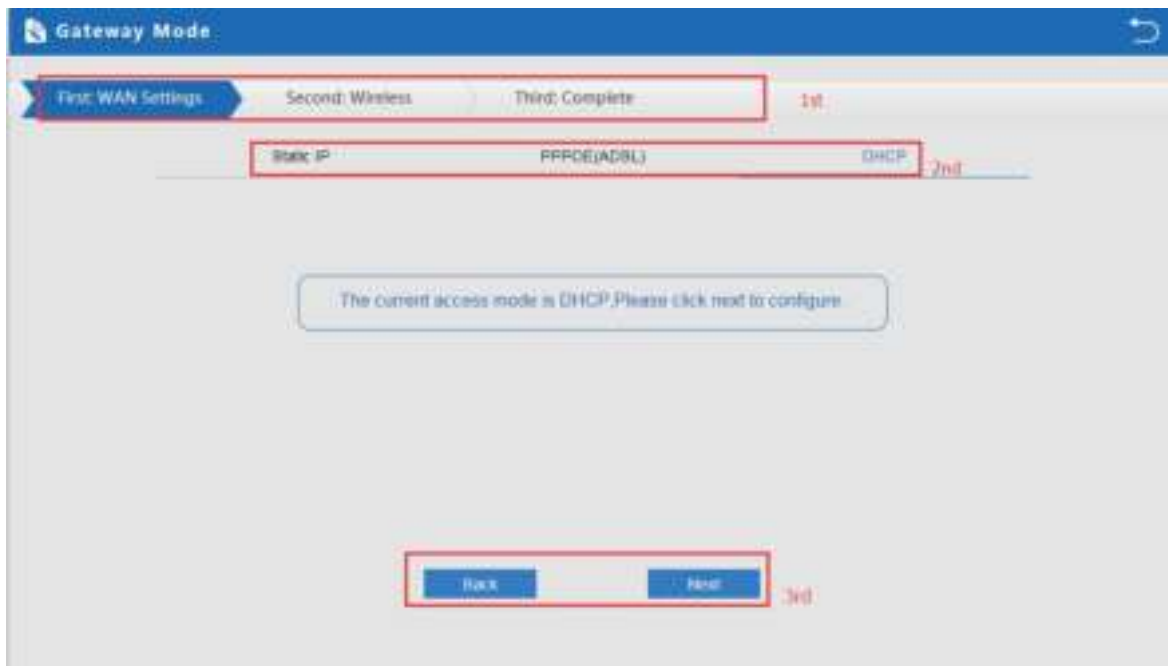 Gateway Mode
First: WAN Settings Second: Wireless Third: Complete 1st
Static IP PPPOE(ADSL) DHCP 2nd
The current access mode is DHCP,Please click next to configure
Back Next 3rd